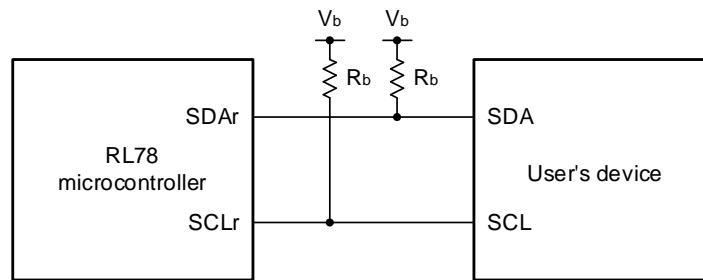 Vb Vb
Rb Rb
SDAr SDA
RL78
microcontroller
User's device
SCLr SCL